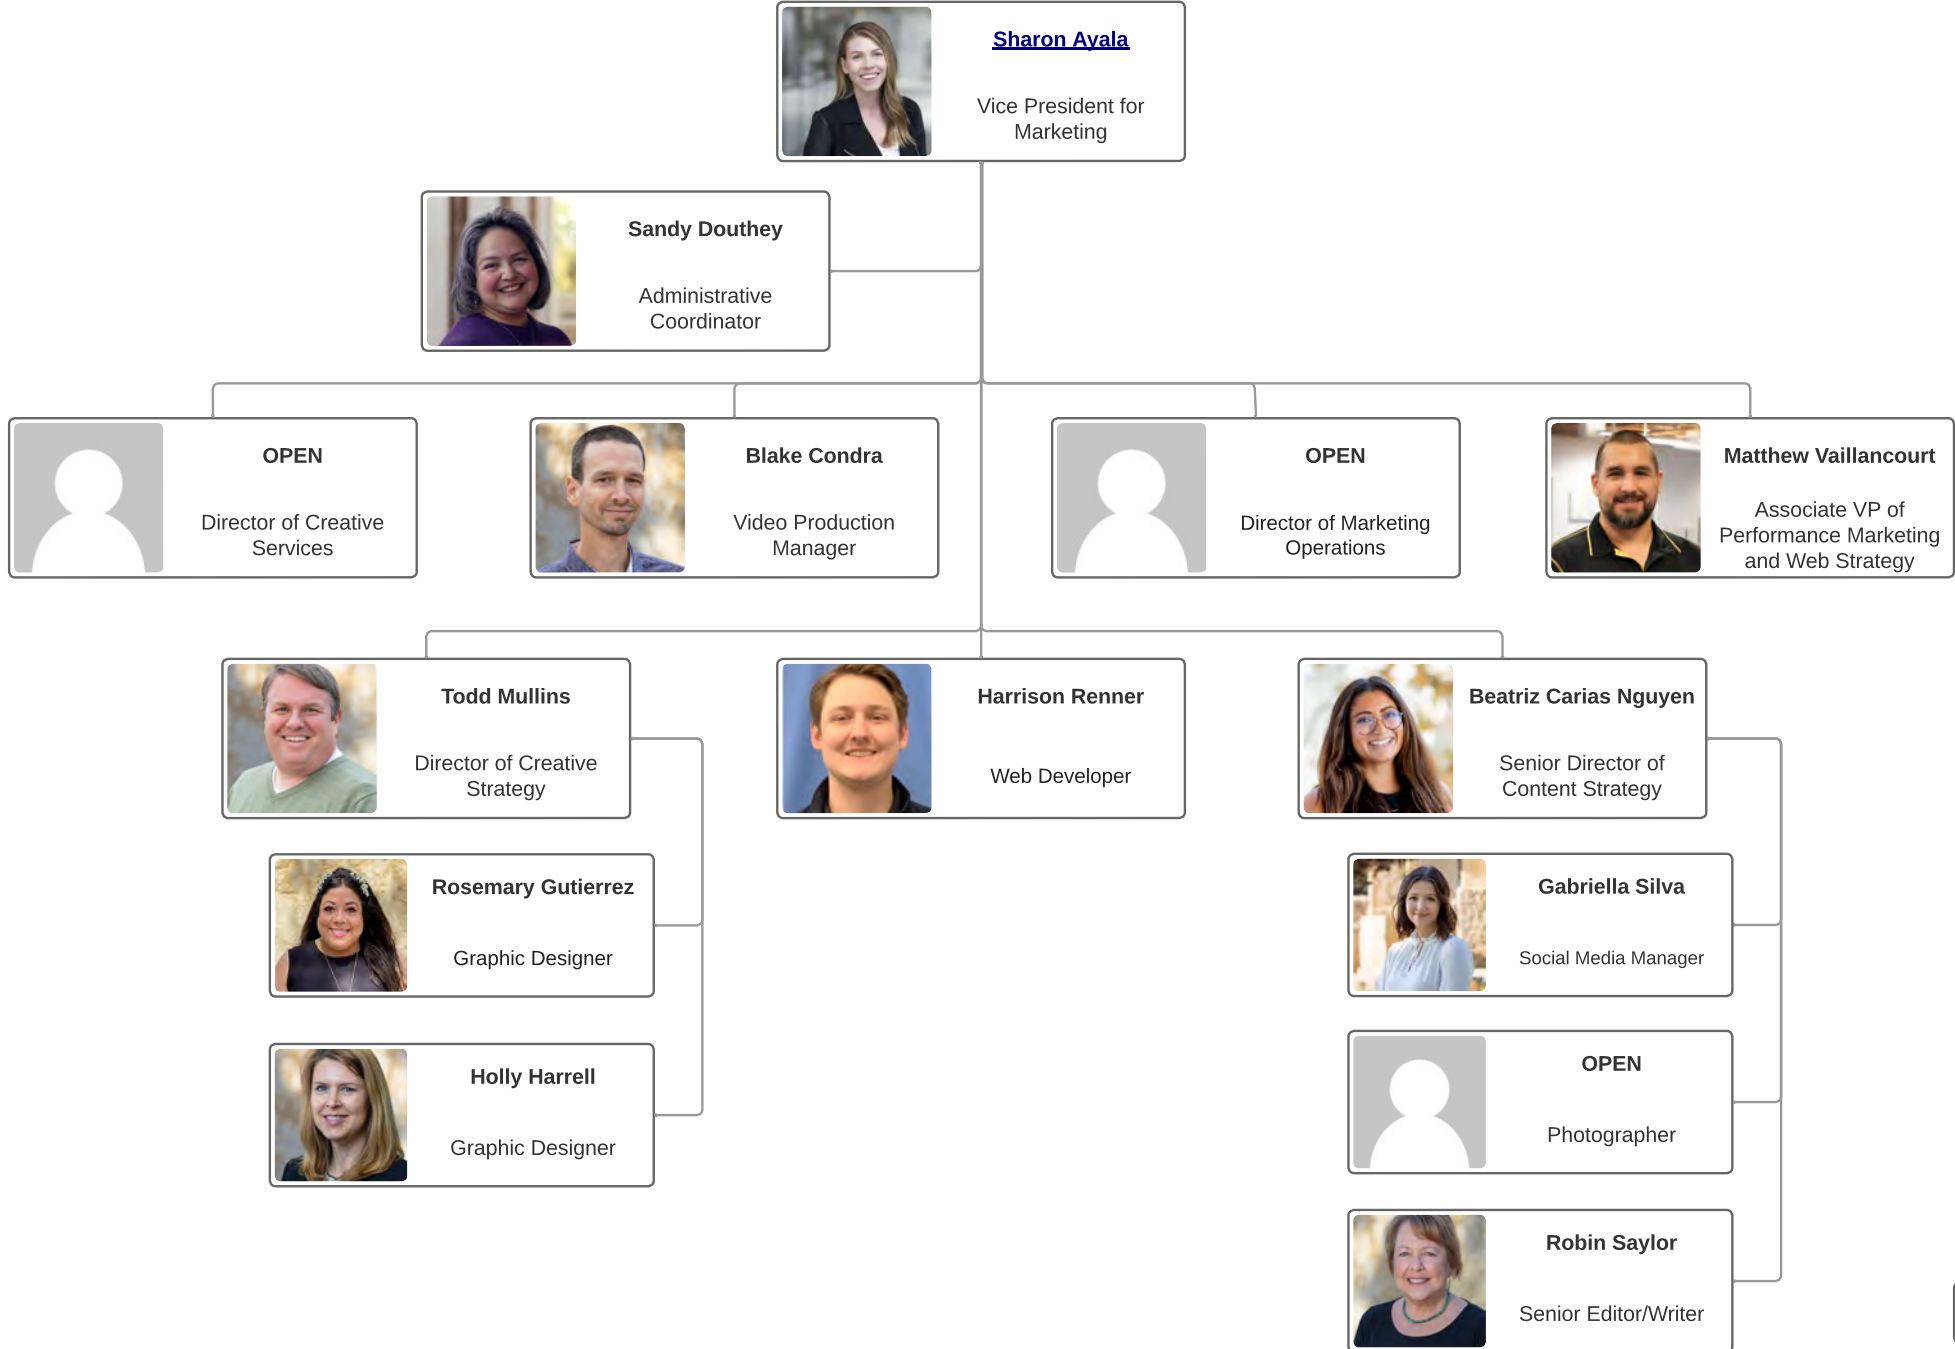 Sharon Ayala
Vice President for
Marketing
Sandy Douthey
Administrative
Coordinator
OPEN
Director of Creative
Services
Blake Condra
Video Production
Manager
OPEN
Director of Marketing
Operations
Matthew Vaillancourt
Associate VP of
Performance Marketing
and Web Strategy
Todd Mullins
Director of Creative
Strategy
Harrison Renner
Web Developer
Beatriz Carias Nguyen
Senior Director of
Content Strategy
Rosemary Gutierrez
Graphic Designer
Gabriella Silva
Social Media Manager
Holly Harrell
Graphic Designer
OPEN
Photographer
Robin Saylor
Senior Editor/Writer